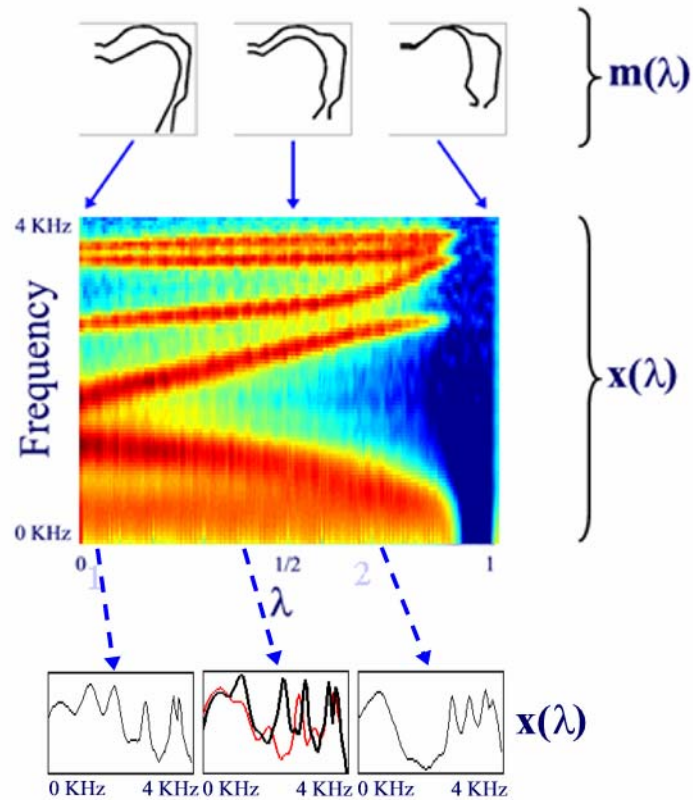 m(λ)
4 KHz
Frequency
x(λ)
0 KHz
0 1/2 1
1 2
λ
x(λ)
0 KHz 4 KHz 0 KHz 4 KHz 0 KHz 4 KHz